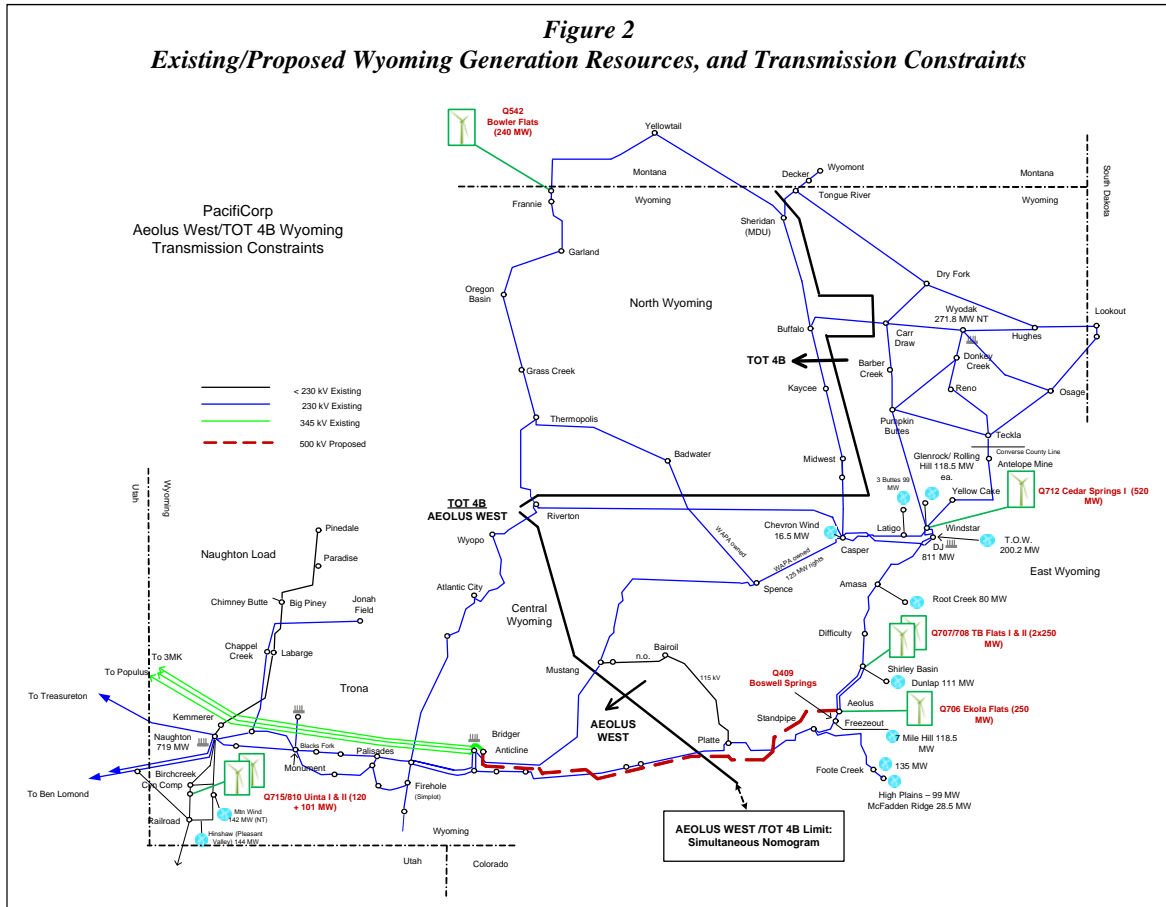 Figure 2
Existing/Proposed Wyoming Generation Resources, and Transmission Constraints
Q542
Bowler Flats
(240 MW)
Yellowtail
Montana
Wyoming
Decker
Wyomont
Tongue River
Montana
Wyoming
South Dakota
Frannie
Sheridan
(MDU)
PacifiCorp
Aeolus West/TOT 4B Wyoming
Transmission Constraints
Garland
Oregon
Basin
North Wyoming
Dry Fork
Wyodak
271.8 MW NT
Lookout
Buffalo
Carr
Draw
Hughes
TOT 4B
Barber
Creek
Donkey
Creek
Grass Creek
Kaycee
Reno
Osage
< 230 kV Existing
230 kV Existing
345 kV Existing
500 kV Proposed
Thermopolis
Pumpkin
Buttes
Teckla
Badwater
Midwest
Glenrock/ Rolling
Hill 118.5 MW
ea.
Converse County Line
Antelope Mine
Utah
Wyoming
3 Buttes 99
MW
Yellow Cake
Q712 Cedar Springs I (520
MW)
TOT 4B
AEOLUS WEST
Riverton
Chevron Wind
16.5 MW
Latigo
Windstar
Pinedale
Wyopo
WAPA owned
Casper
DJ
811 MW
T.O.W.
200.2 MW
Naughton Load
Paradise
WAPA owned
125 MW rights
East Wyoming
Spence
Amasa
Chimney Butte
Big Piney
Jonah
Field
Atlantic City
Central
Wyoming
Root Creek 80 MW
Difficulty
Q707/708 TB Flats I & II (2x250
MW)
Chappel
Creek
Labarge
n.o.
Bairoil
To 3MK
To Populus
Mustang
Shirley Basin
Dunlap 111 MW
Trona
115 kV
Q409
Boswell Springs
To Treasureton
Aeolus
Q706 Ekola Flats (250
MW)
Kemmerer
AEOLUS
WEST
Standpipe
Freezeout
Naughton
719 MW
Bridger
Anticline
Platte
7 Mile Hill 118.5
MW
Blacks Fork
Palisades
Monument
Foote Creek
135 MW
Birchcreek
Cyn Comp
Q715/810 Uinta I & II (120
+ 101 MW)
Firehole
(Simplot)
High Plains – 99 MW
McFadden Ridge 28.5 MW
To Ben Lomond
Railroad
Mtn Wind
142 MW (NT)
Hinshaw (Pleasant
Valley) 144 MW
Wyoming
Utah
Colorado
AEOLUS WEST /TOT 4B Limit:
Simultaneous Nomogram